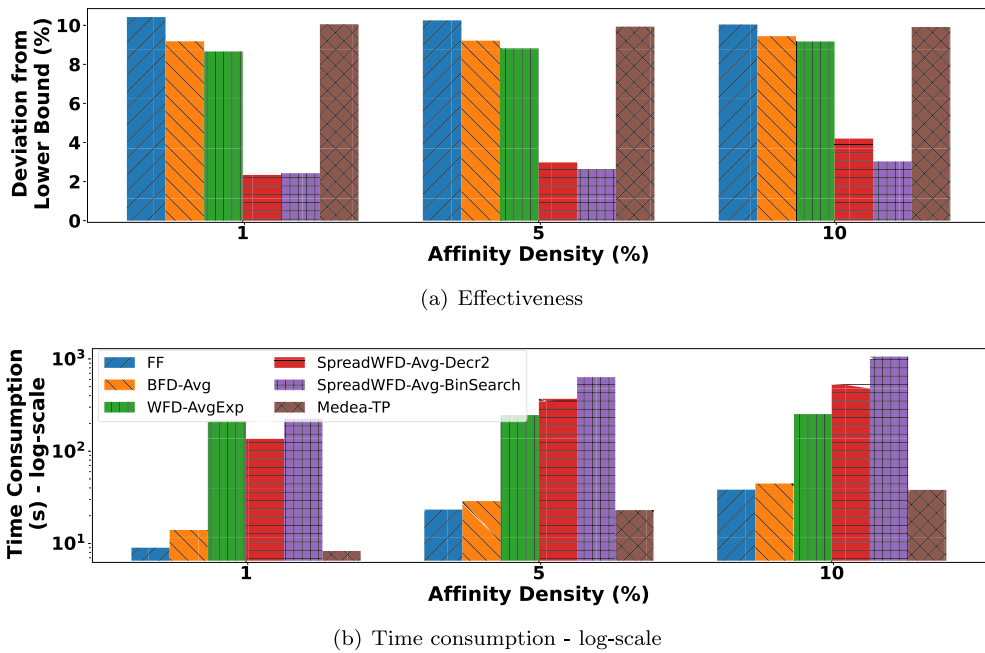 10
8
6
4
2
0
Deviation from
Lower Bound (%)
1
5
10
Affinity Density (%)
(a) Effectiveness
10³
10²
10¹
Time Consumption
(s) - log-scale
FF
BFD-Avg
WFD-AvgExp
SpreadWFD-Avg-Decr2
SpreadWFD-Avg-BinSearch
Medea-TP
1
5
10
Affinity Density (%)
(b) Time consumption - log-scale